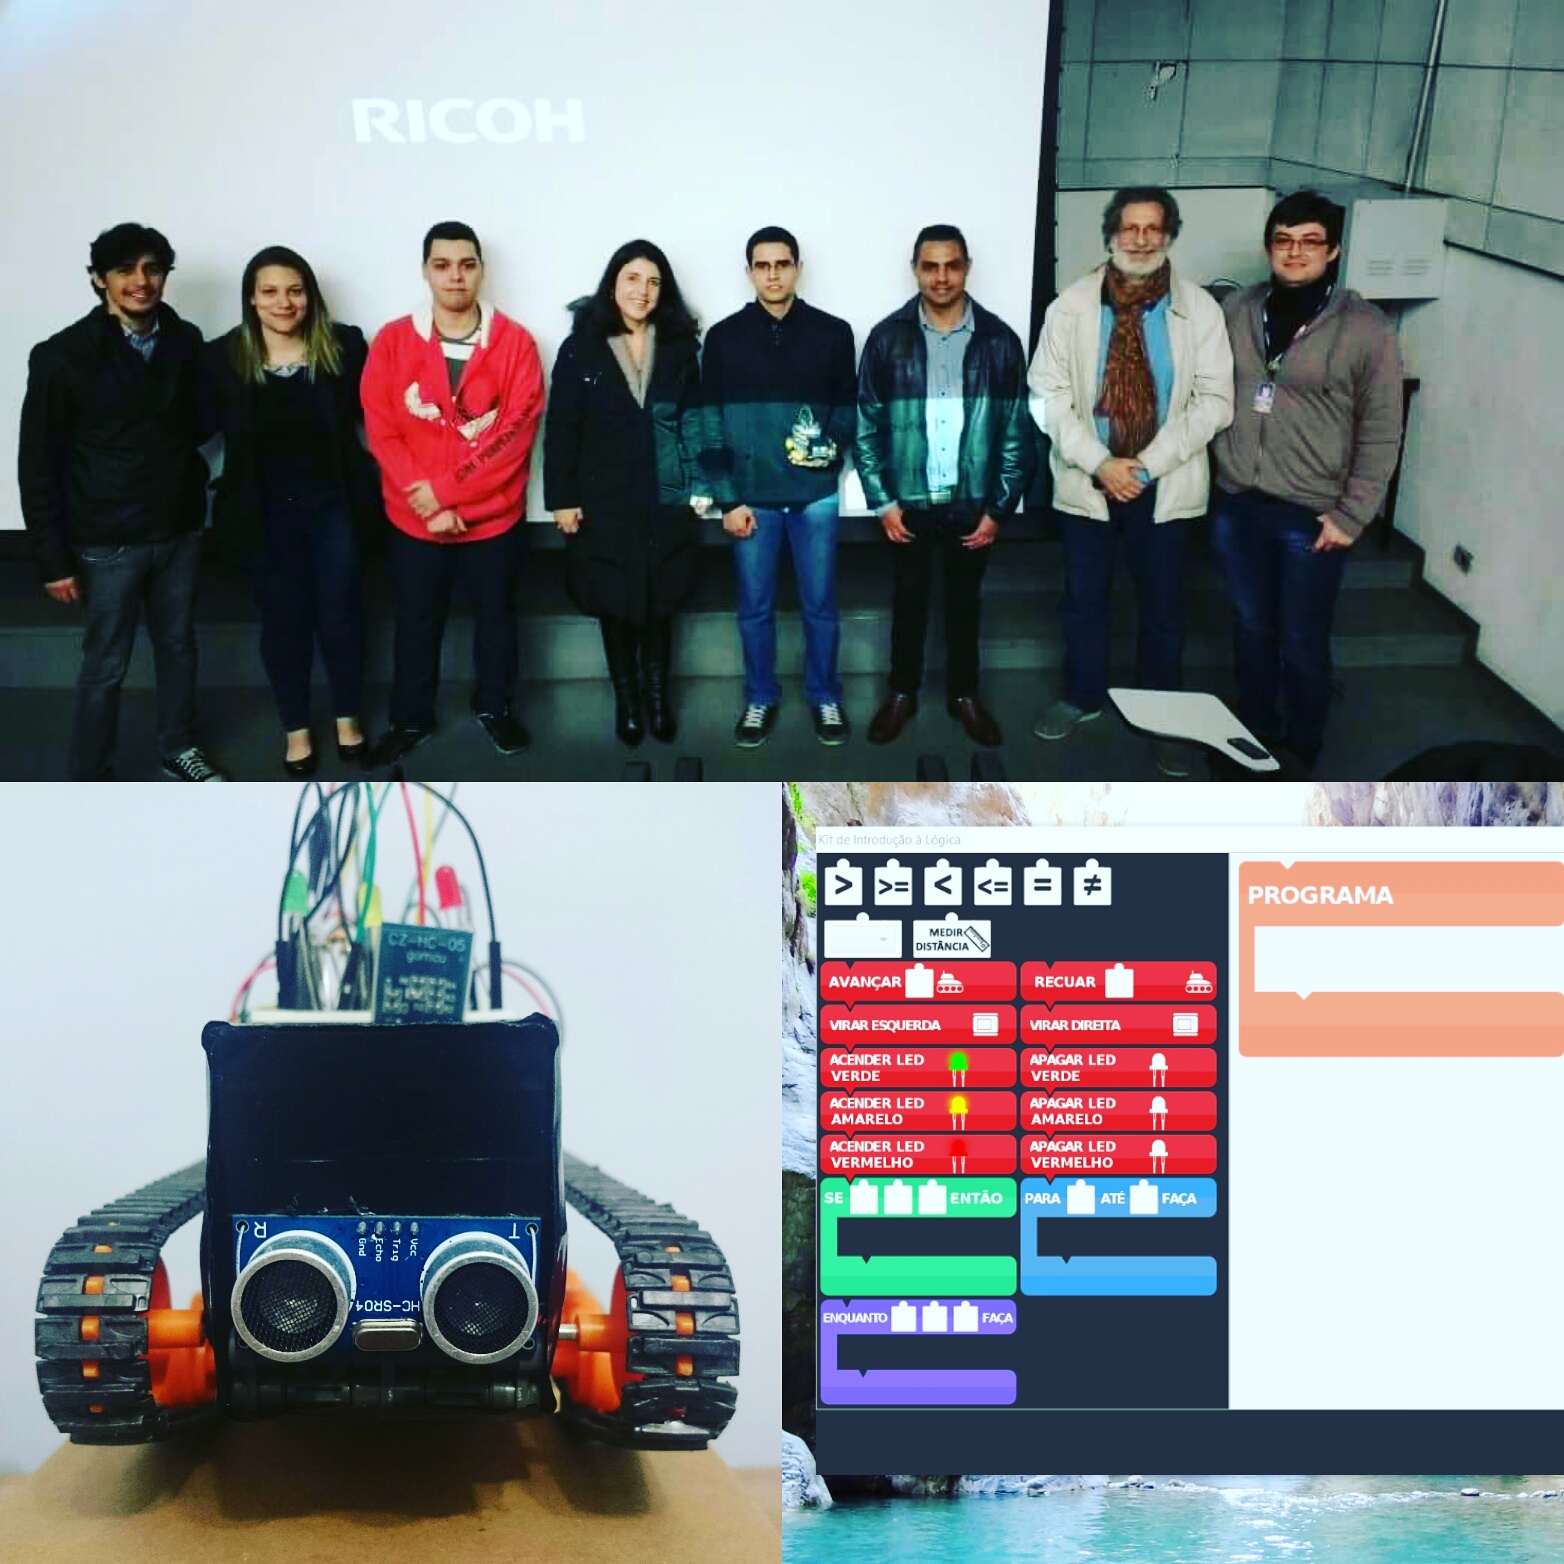 RICOH
CZ-HC-05
gomcu
R
T
Gnd
Echo
Trig
Vcc
HC-SR04
Kit de Introdução à Lógica
> >= < <= = ≠
MEDIR
DISTÂNCIA
AVANÇAR
RECUAR
VIRAR ESQUERDA
VIRAR DIREITA
ACENDER LED
VERDE
APAGAR LED
VERDE
ACENDER LED
AMARELO
APAGAR LED
AMARELO
ACENDER LED
VERMELHO
APAGAR LED
VERMELHO
SE ENTÃO
PARA ATÉ FAÇA
ENQUANTO FAÇA
PROGRAMA